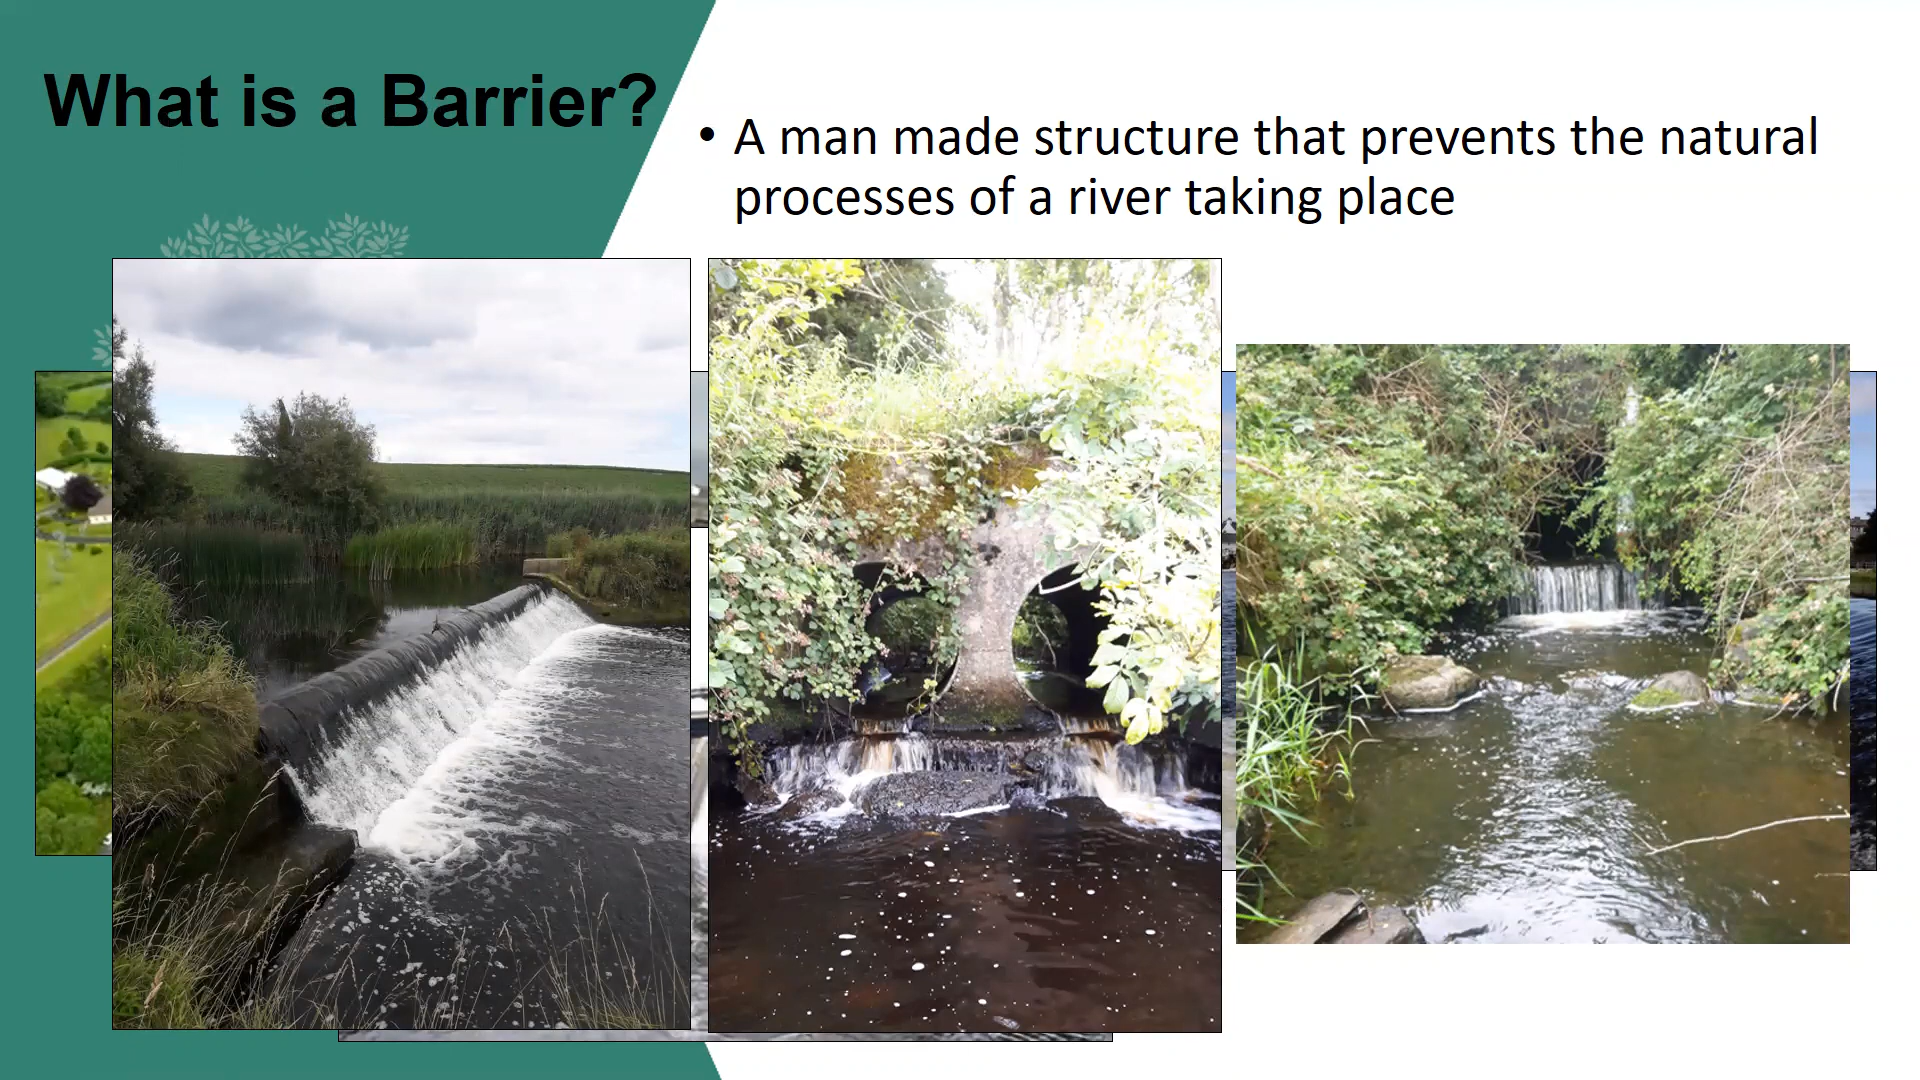 What is a Barrier?
• A man made structure that prevents the natural
processes of a river taking place